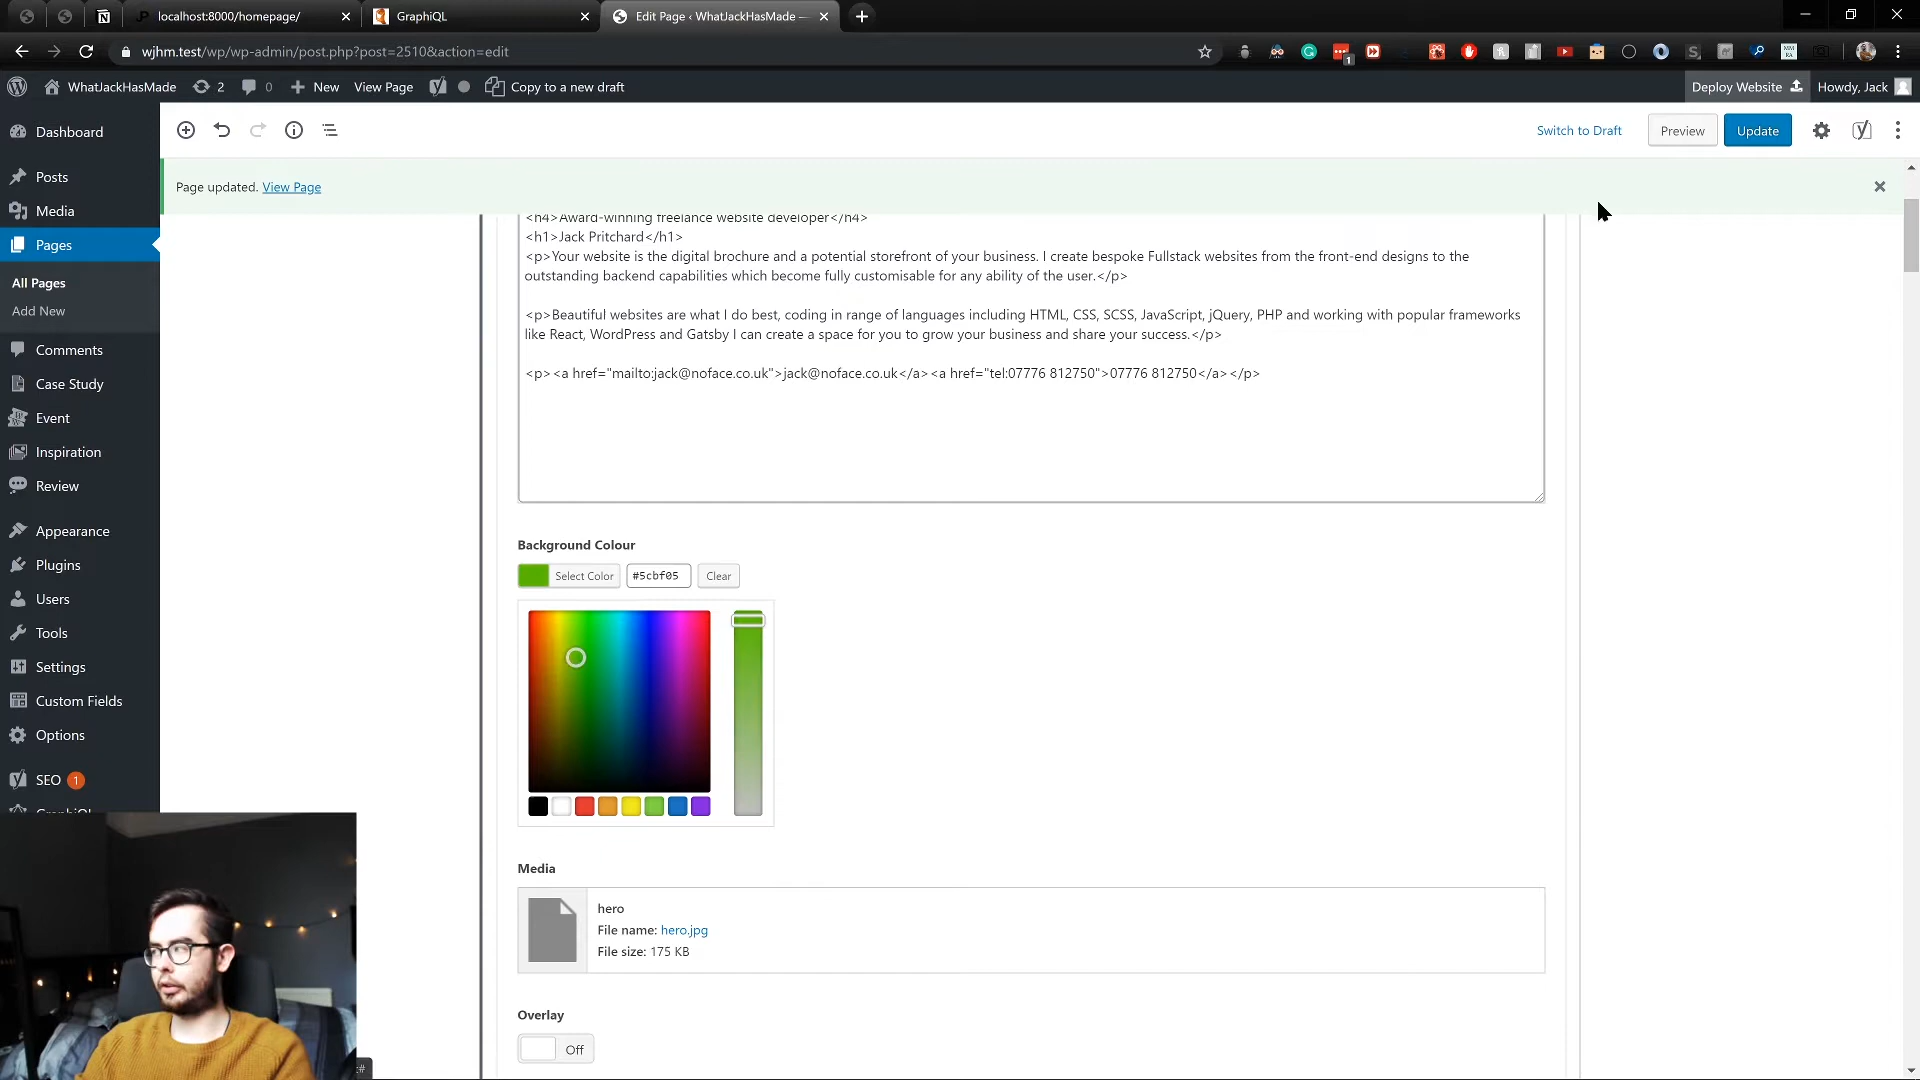 localhost:8000/homepage/
GraphiQL
Edit Page ‹ WhatJackHasMade —
wjhm.test/wp/wp-admin/post.php?post=2510&action=edit
WhatJackHasMade
2
0
New
View Page
Copy to a new draft
Deploy Website
Howdy, Jack
Switch to Draft
Preview
Update
Page updated. View Page
Dashboard
Posts
Media
Pages
All Pages
Add New
Comments
Case Study
Event
Inspiration
Review
Appearance
Plugins
Users
Tools
Settings
Custom Fields
Options
SEO 1
GraphiQL
<h4>Award-winning freelance website developer</h4>
<h1>Jack Pritchard</h1>
<p>Your website is the digital brochure and a potential storefront of your business. I create bespoke Fullstack websites from the front-end designs to the
outstanding backend capabilities which become fully customisable for any ability of the user.</p>
<p>Beautiful websites are what I do best, coding in range of languages including HTML, CSS, SCSS, JavaScript, jQuery, PHP and working with popular frameworks
like React, WordPress and Gatsby I can create a space for you to grow your business and share your success.</p>
<p><a href="mailto:jack@noface.co.uk">jack@noface.co.uk</a><a href="tel:07776 812750">07776 812750</a></p>
Background Colour
Select Color
#5cbf05
Clear
Media
hero
File name: hero.jpg
File size: 175 KB
Overlay
Off